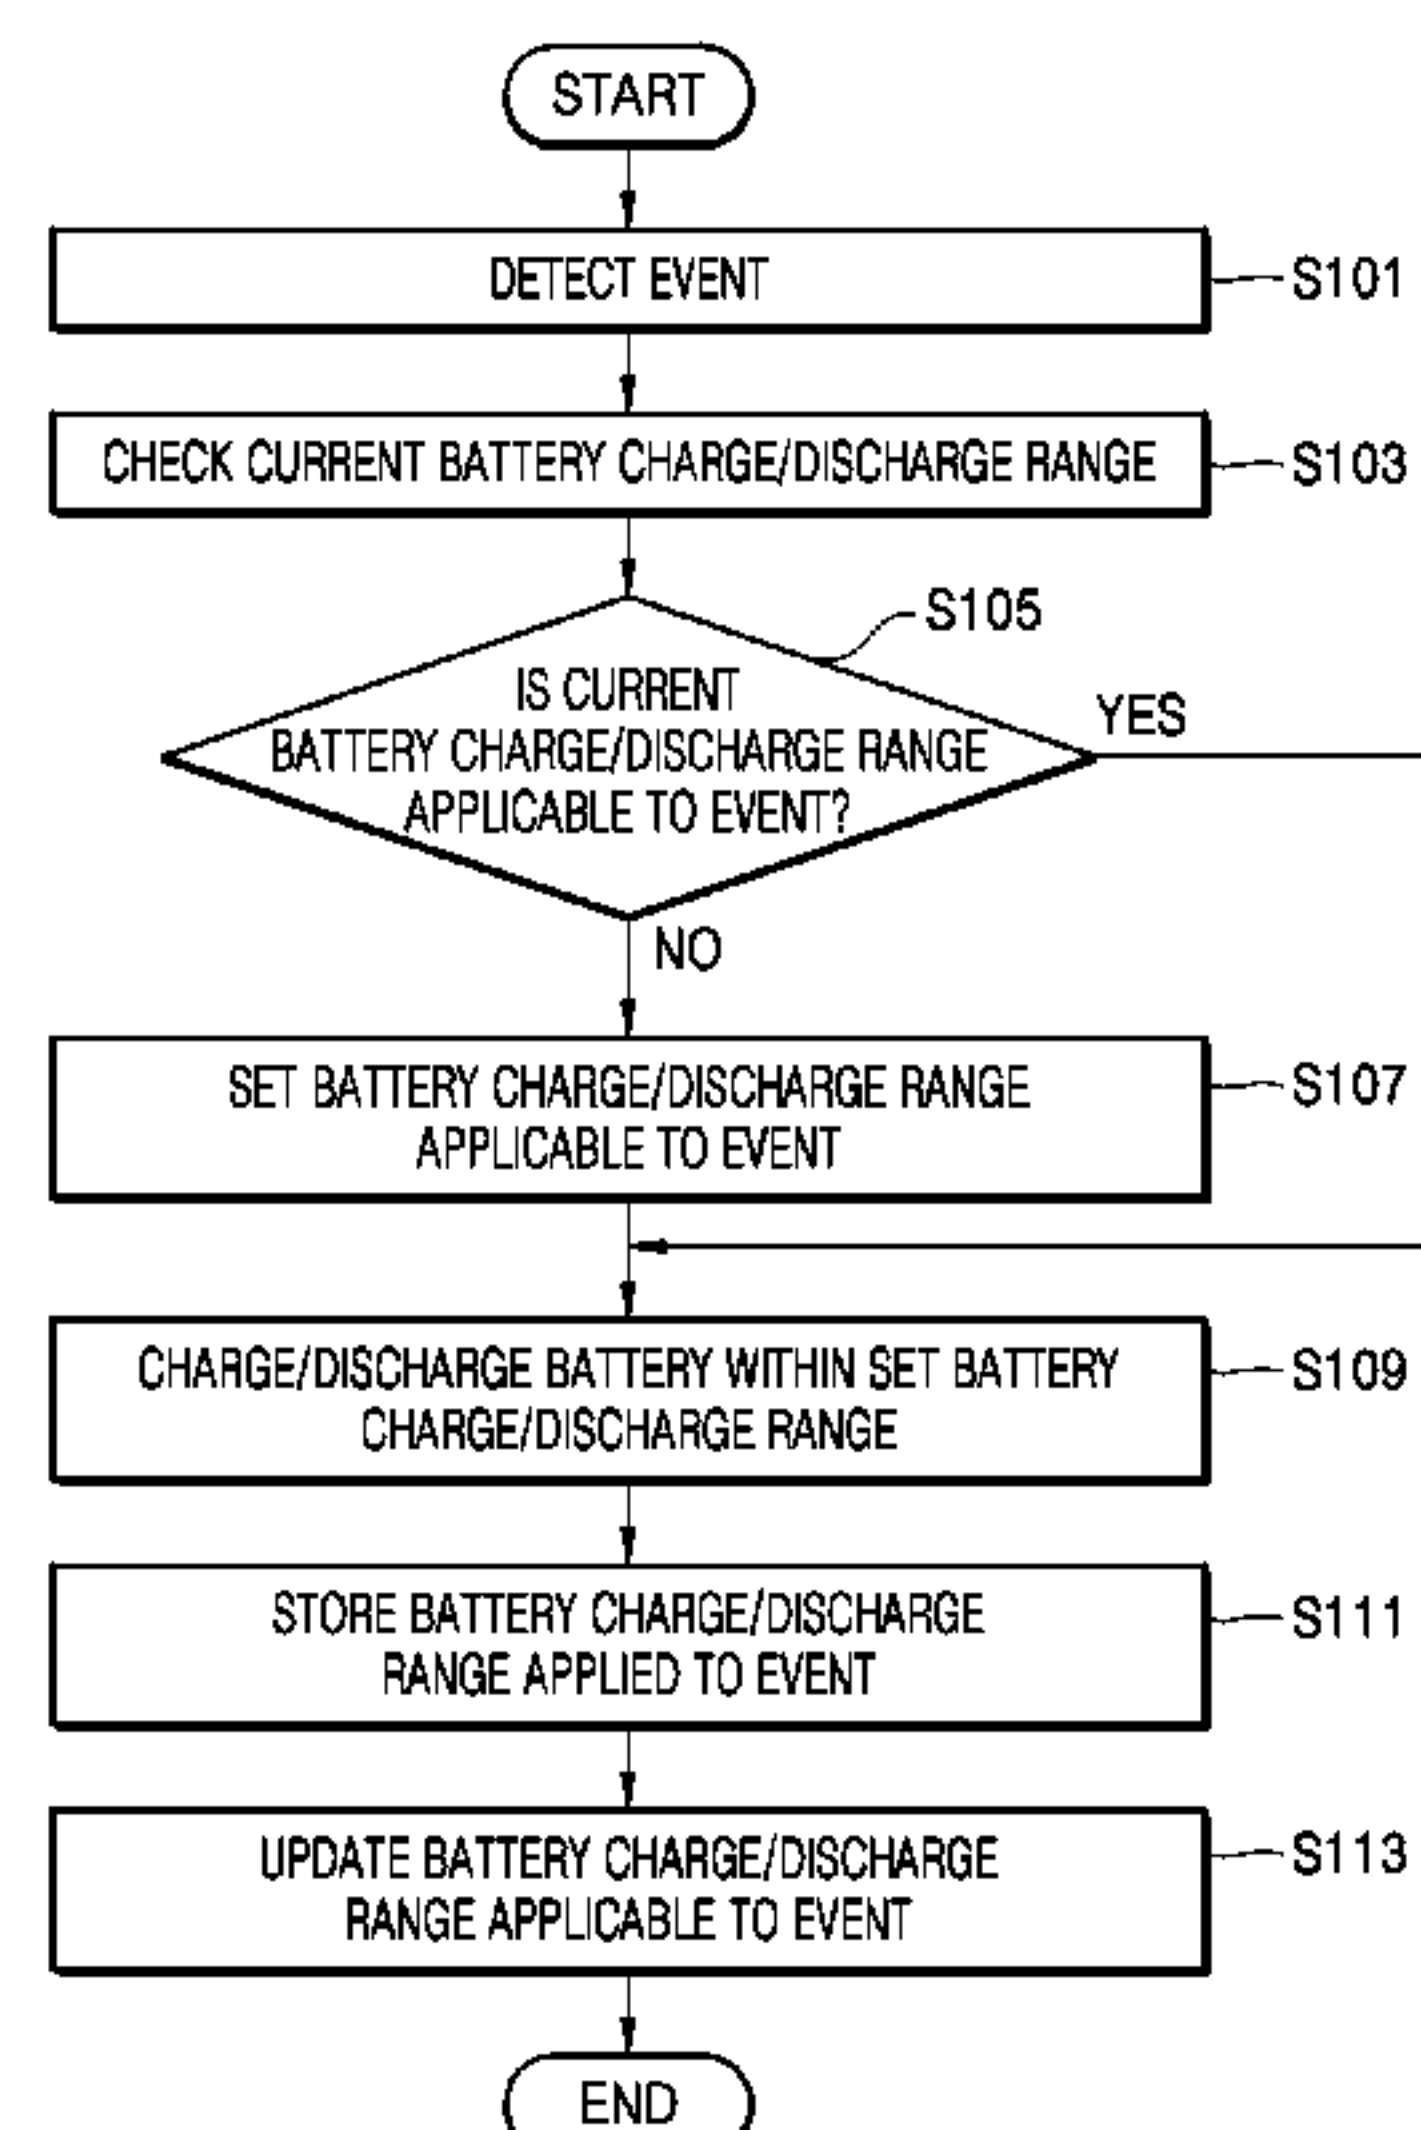 START
DETECT EVENT
S101
CHECK CURRENT BATTERY CHARGE/DISCHARGE RANGE
S103
S105
IS CURRENT
BATTERY CHARGE/DISCHARGE RANGE
APPLICABLE TO EVENT?
YES
NO
SET BATTERY CHARGE/DISCHARGE RANGE
APPLICABLE TO EVENT
S107
CHARGE/DISCHARGE BATTERY WITHIN SET BATTERY
CHARGE/DISCHARGE RANGE
S109
STORE BATTERY CHARGE/DISCHARGE
RANGE APPLIED TO EVENT
S111
UPDATE BATTERY CHARGE/DISCHARGE
RANGE APPLICABLE TO EVENT
S113
END